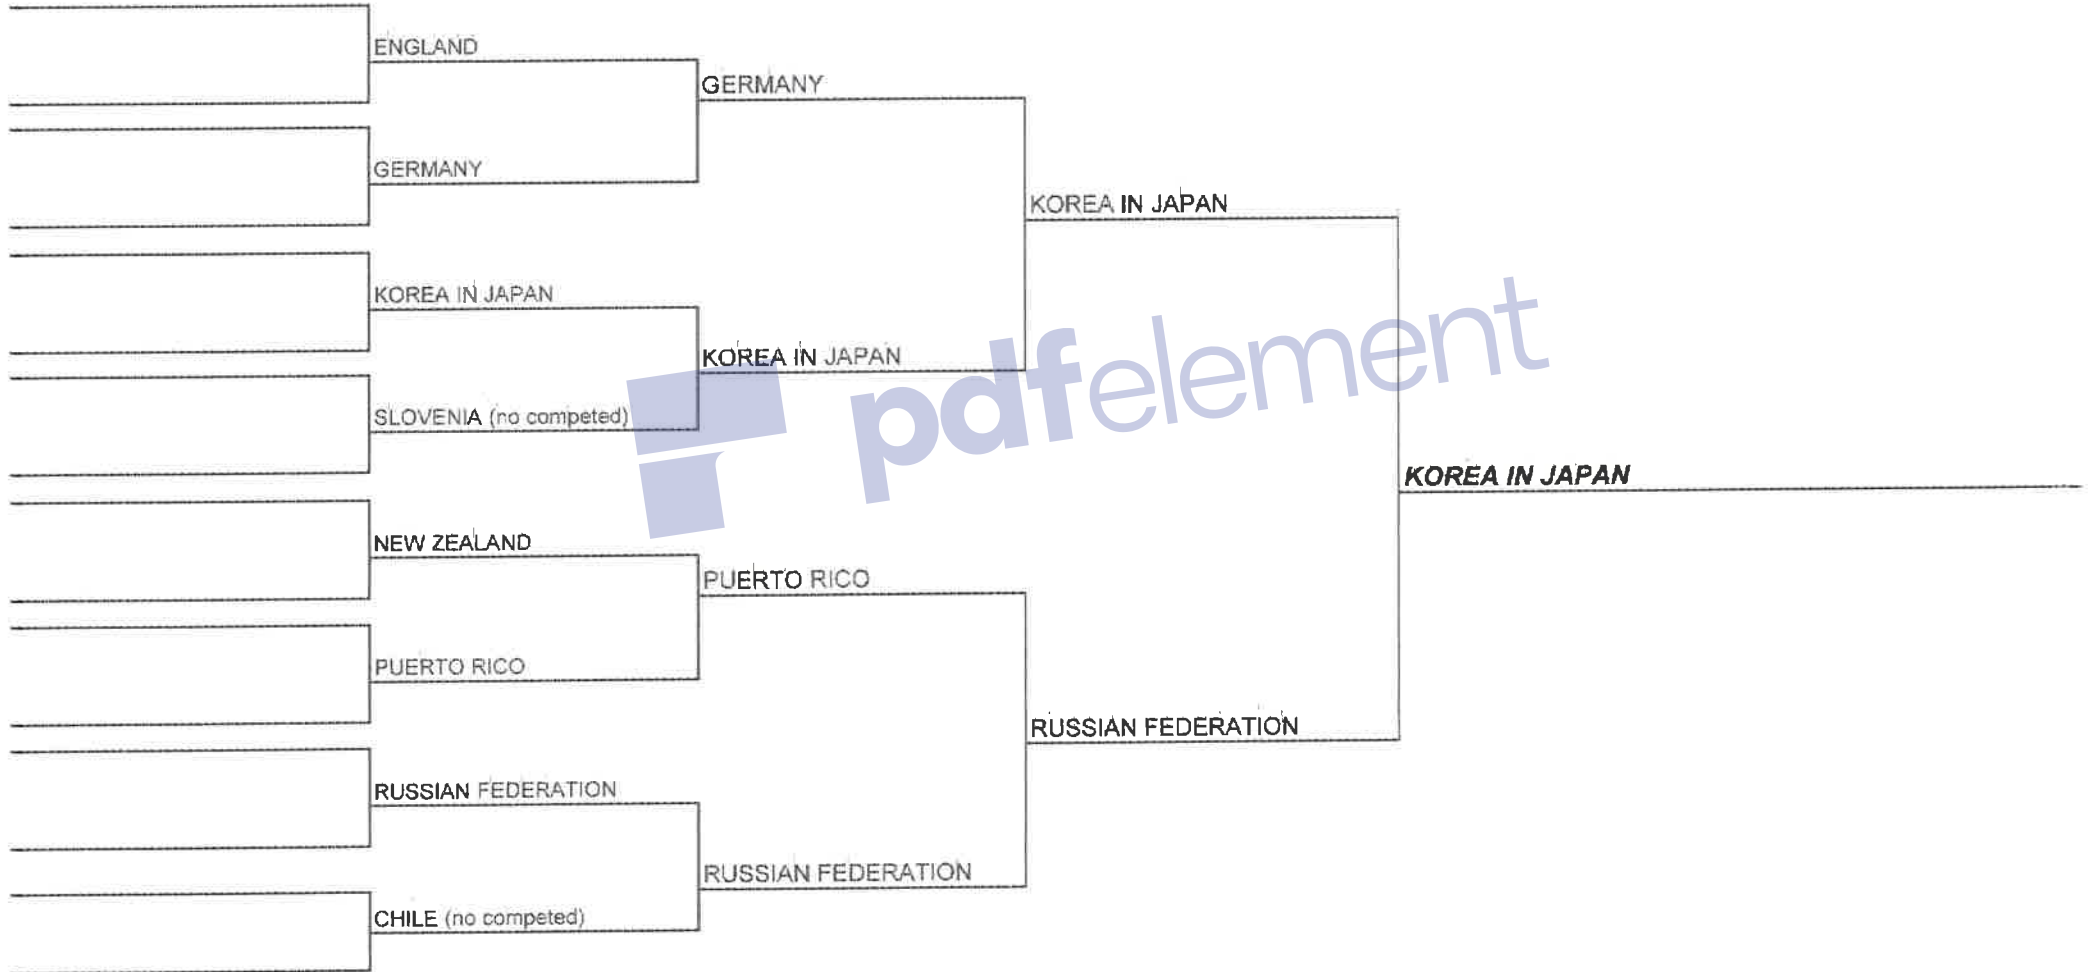 ENGLAND
GERMANY
GERMANY
KOREA IN JAPAN
KOREA IN JAPAN
KOREA IN JAPAN
SLOVENIA (no competed)
pdfelement
KOREA IN JAPAN
NEW ZEALAND
PUERTO RICO
PUERTO RICO
RUSSIAN FEDERATION
RUSSIAN FEDERATION
RUSSIAN FEDERATION
CHILE (no competed)